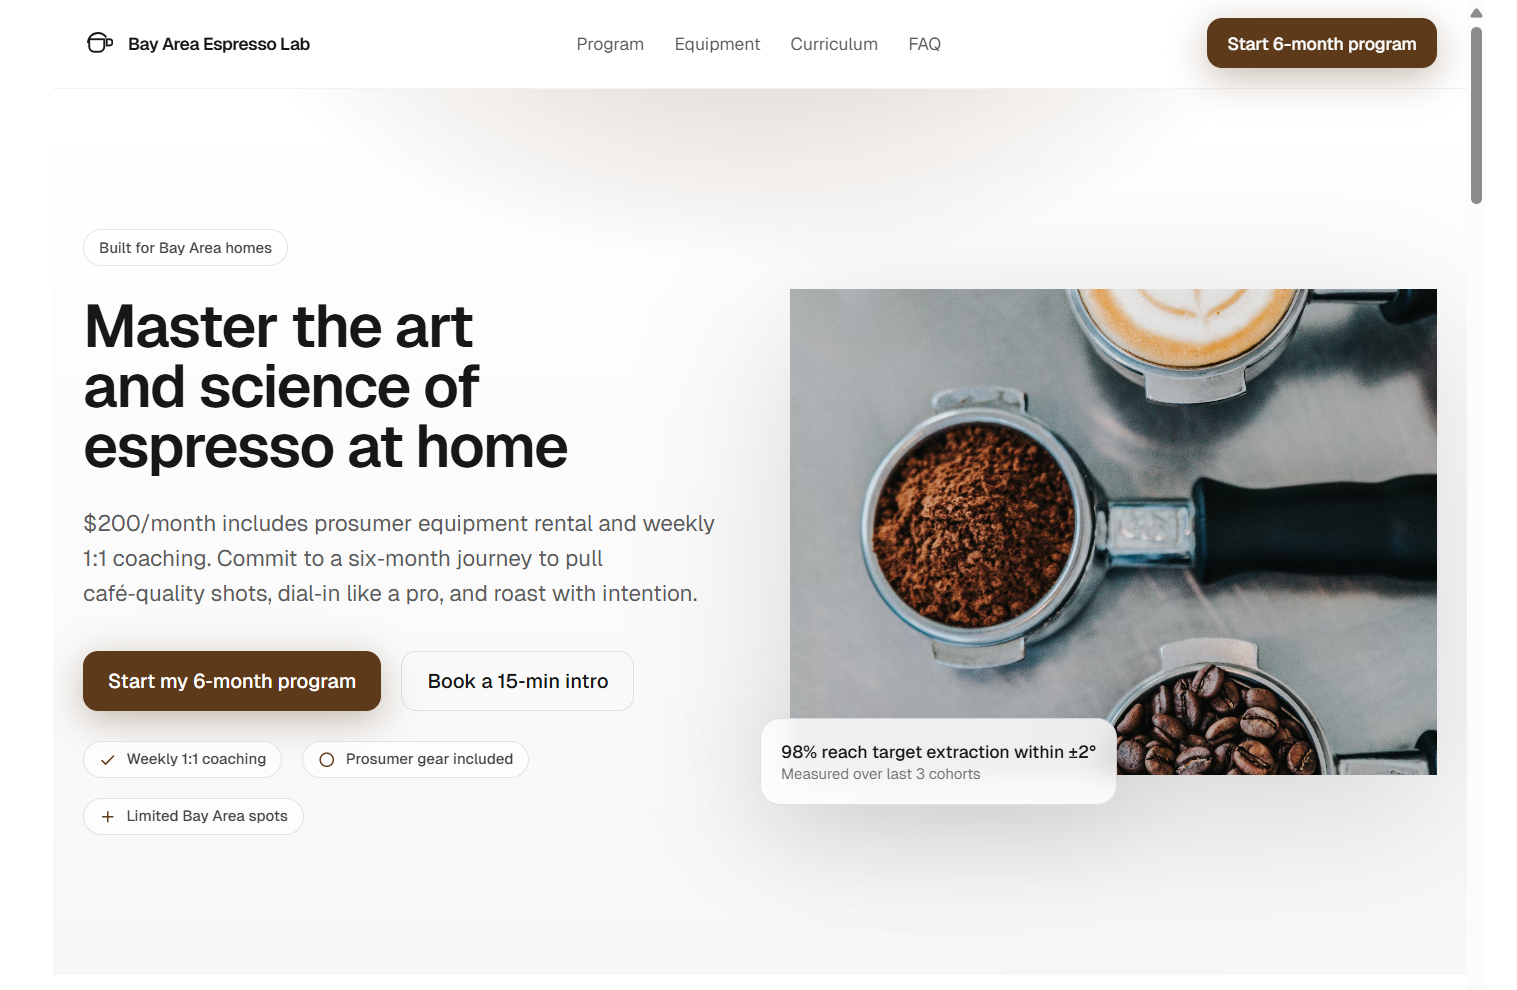 Bay Area Espresso Lab
Program
Equipment
Curriculum
FAQ
Start 6-month program
Built for Bay Area homes
Master the art
and science of
espresso at home
$200/month includes prosumer equipment rental and weekly
1:1 coaching. Commit to a six-month journey to pull
café-quality shots, dial-in like a pro, and roast with intention.
Start my 6-month program
Book a 15-min intro
Weekly 1:1 coaching
Prosumer gear included
Limited Bay Area spots
98% reach target extraction within ±2°
Measured over last 3 cohorts